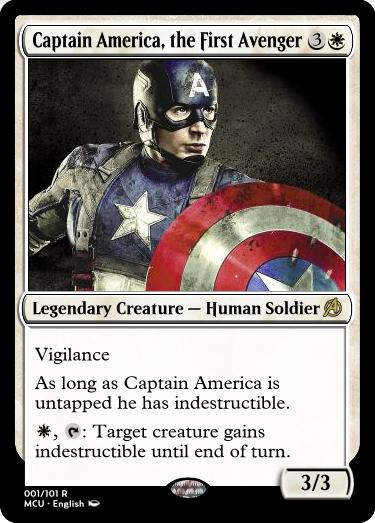 Captain America, the First Avenger 3
A
Legendary Creature — Human Soldier
Vigilance
As long as Captain America is
untapped he has indestructible.
, : Target creature gains
indestructible until end of turn.
3/3
001/101 R
MCU • English